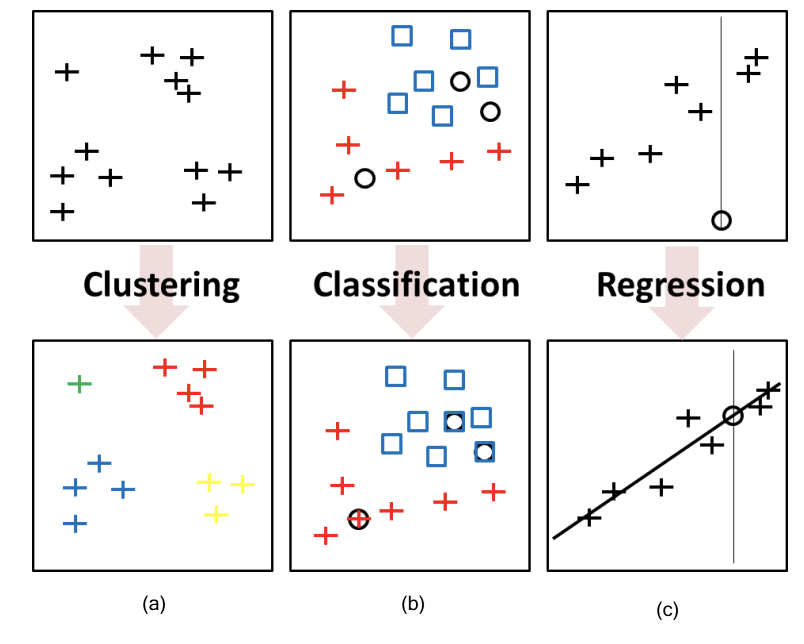 Clustering
Classification
Regression
(a)
(b)
(c)